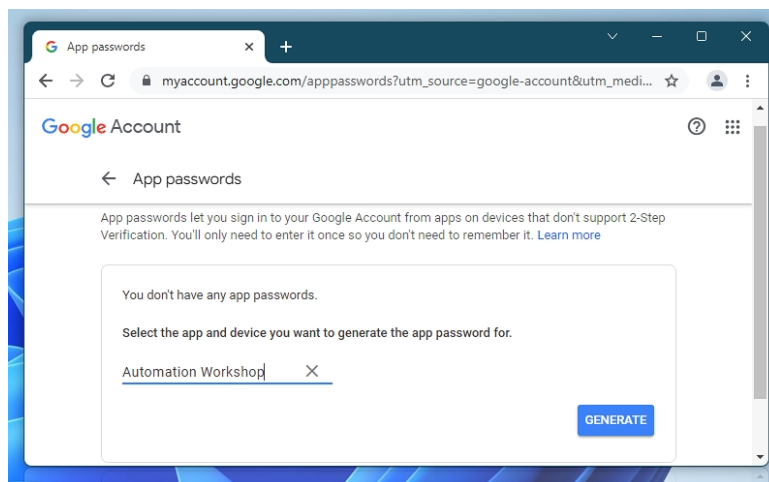 App passwords
myaccount.google.com/apppasswords?utm_source=google-account&utm_medi...
Google Account
App passwords
App passwords let you sign in to your Google Account from apps on devices that don't support 2-Step
Verification. You'll only need to enter it once so you don't need to remember it. Learn more
You don't have any app passwords.
Select the app and device you want to generate the app password for.
Automation Workshop
GENERATE